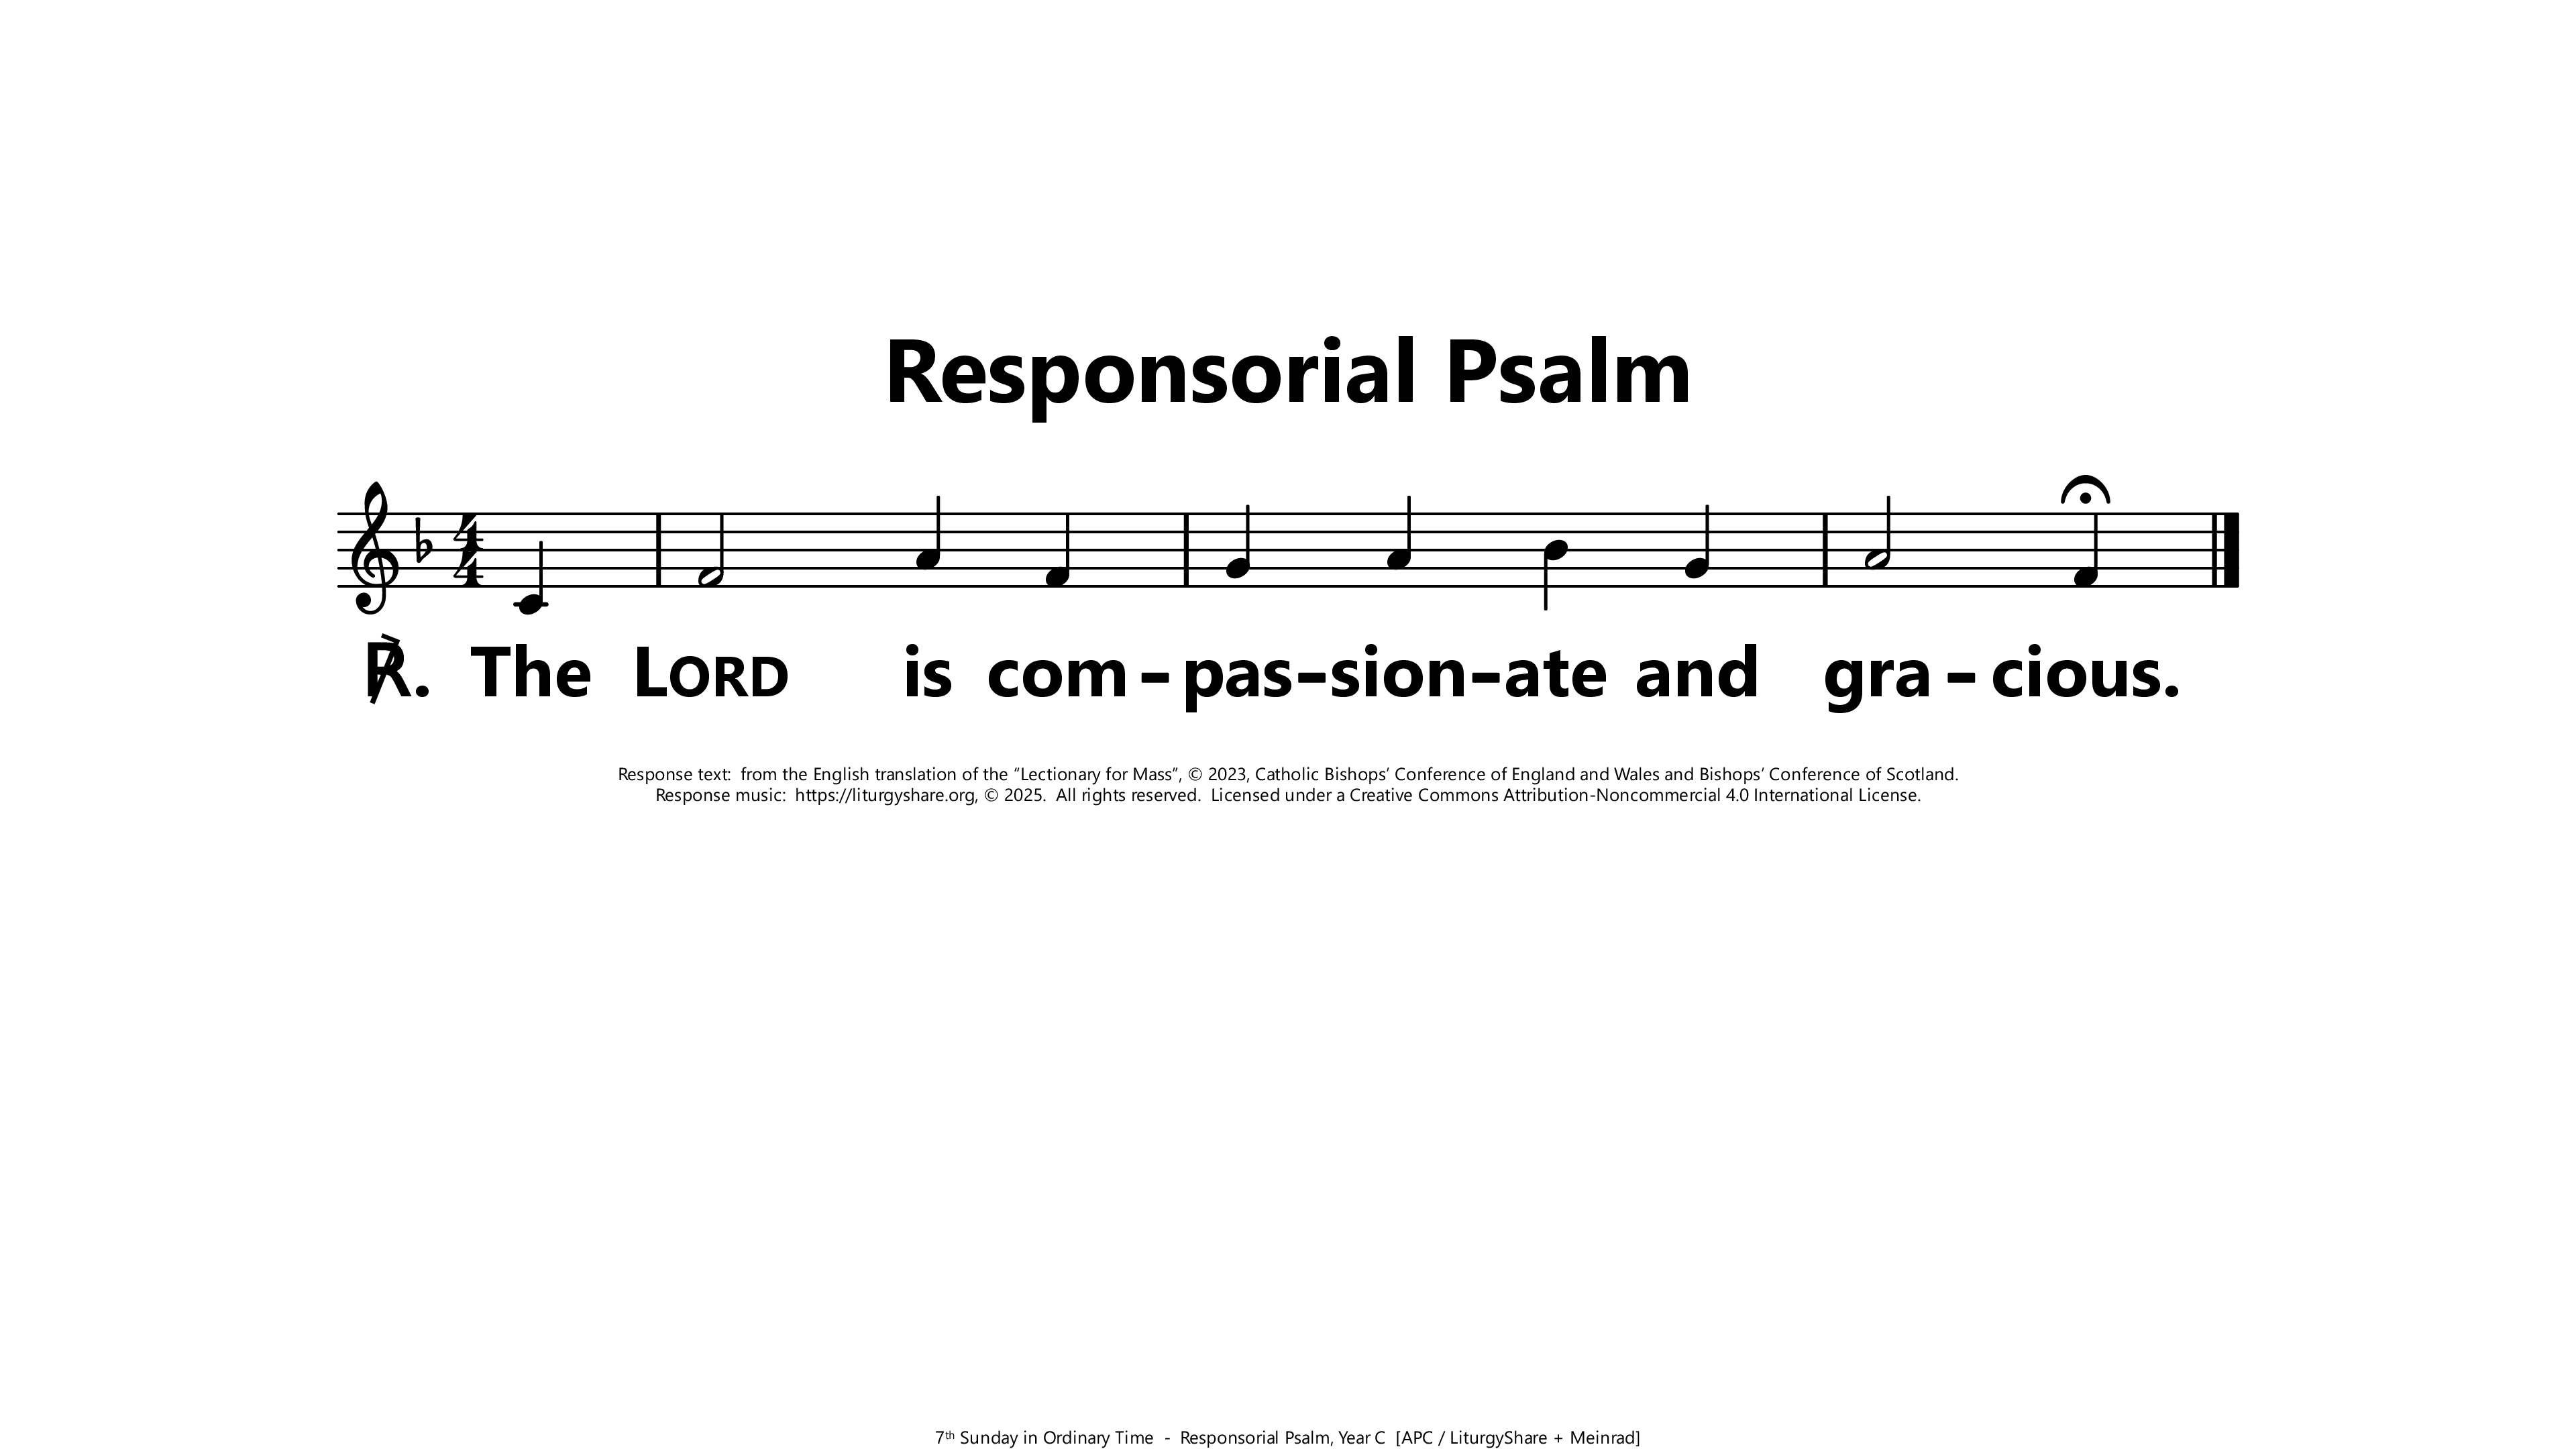 Responsorial Psalm
℟. The LORD is com-pas-sion-ate and gra-cious.
Response text:  from the English translation of the “Lectionary for Mass”, © 2023, Catholic Bishops’ Conference of England and Wales and Bishops’ Conference of Scotland.
Response music:  https://liturgyshare.org, © 2025.  All rights reserved.  Licensed under a Creative Commons Attribution-Noncommercial 4.0 International License.
7th Sunday in Ordinary Time  -  Responsorial Psalm, Year C  [APC / LiturgyShare + Meinrad]